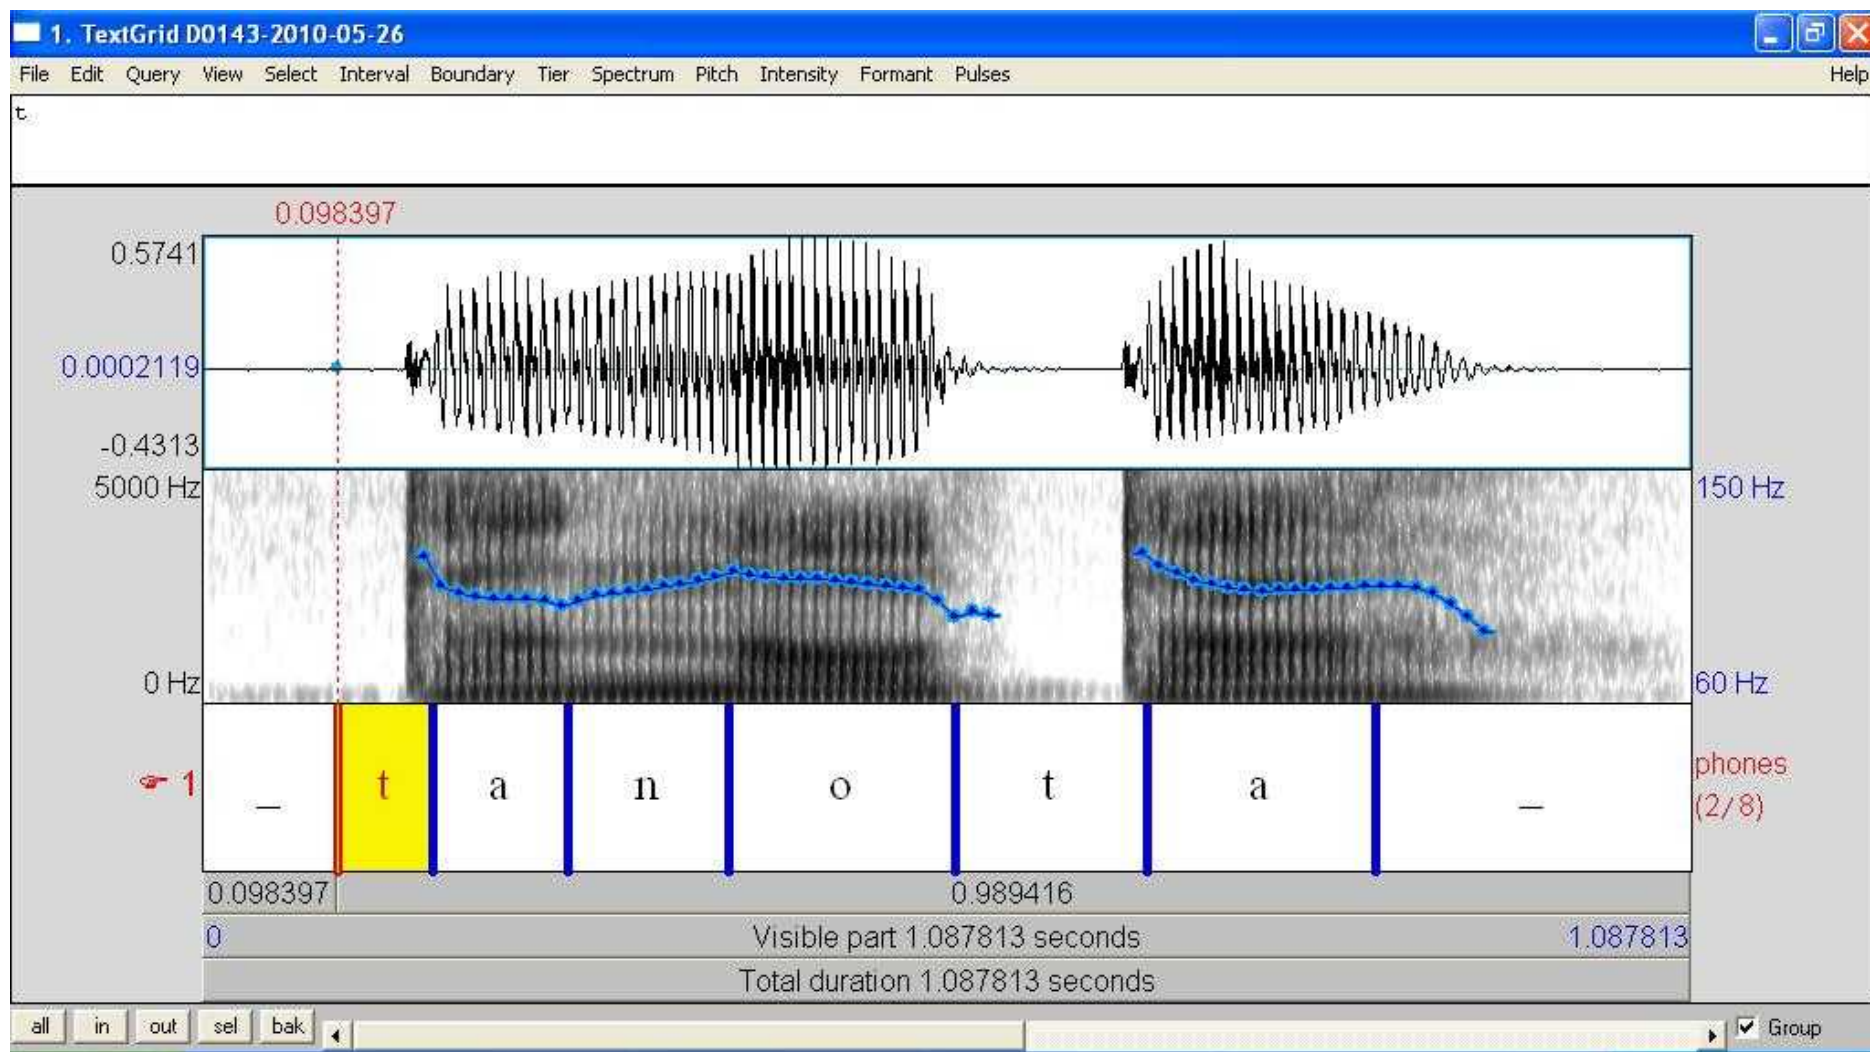 1. TextGrid D0143-2010-05-26
File Edit Query View Select Interval Boundary Tier Spectrum Pitch Intensity Formant Pulses Help
t
0.098397
0.5741
0.0002119
-0.4313
5000 Hz 150 Hz
0 Hz 60 Hz
☞ 1 _ t a n o t a _ phones
(2/8)
0.098397 0.989416
0 Visible part 1.087813 seconds 1.087813
Total duration 1.087813 seconds
all in out sel bak Group